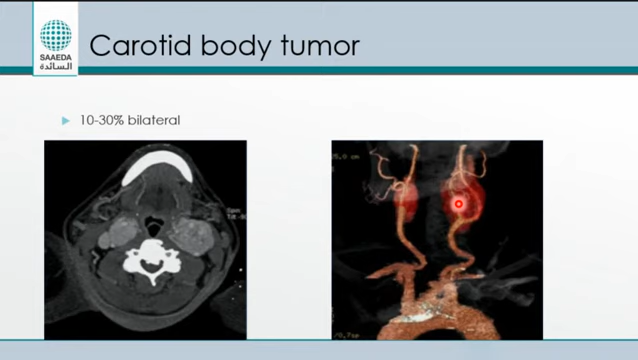 Carotid body tumor
SAAEDA
السائدة
10-30% bilateral